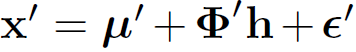 x′ = μ′ + Φ′h + ϵ′